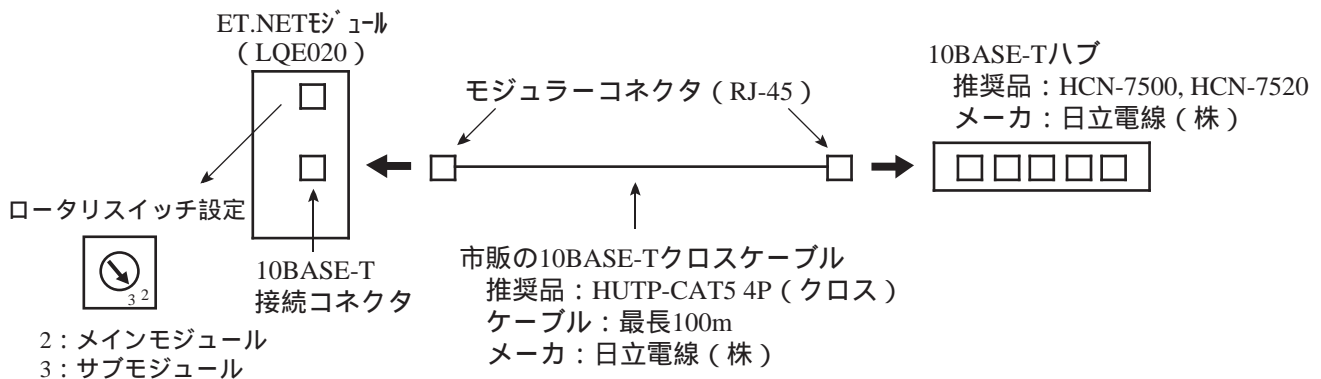 ET.NETﾓｼﾞｭｰﾙ
(LQE020)
モジュラーコネクタ(RJ-45)
10BASE-Tハブ
推奨品:HCN-7500, HCN-7520
メーカ:日立電線(株)
ロータリスイッチ設定
3 2
2:メインモジュール
3:サブモジュール
10BASE-T
接続コネクタ
市販の10BASE-Tクロスケーブル
推奨品:HUTP-CAT5 4P(クロス)
ケーブル:最長100m
メーカ:日立電線(株)